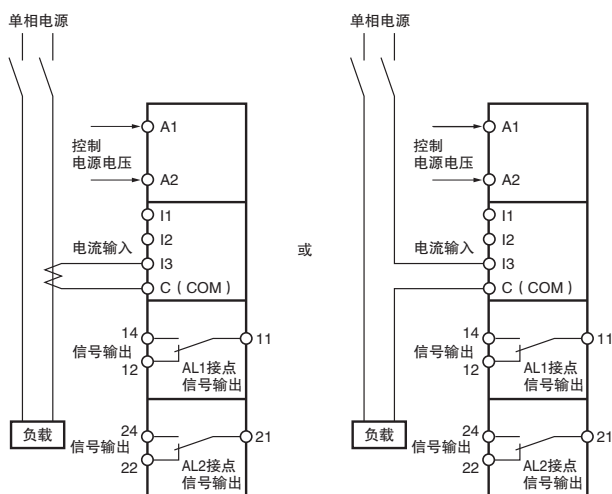 单相电源
A1
控制
电源电压
A2
I1
I2
电流输入
I3
C（COM）
14
信号输出
12
11
AL1接点
信号输出
负载
24
信号输出
22
21
AL2接点
信号输出
或
单相电源
A1
控制
电源电压
A2
I1
I2
电流输入
I3
C（COM）
14
信号输出
12
11
AL1接点
信号输出
负载
24
信号输出
22
21
AL2接点
信号输出